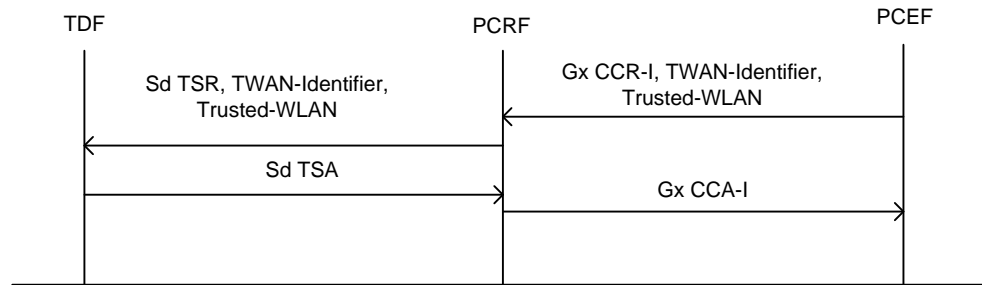 TDF
PCRF
PCEF
Sd TSR, TWAN-Identifier,
Trusted-WLAN
Gx CCR-I, TWAN-Identifier,
Trusted-WLAN
Sd TSA
Gx CCA-I